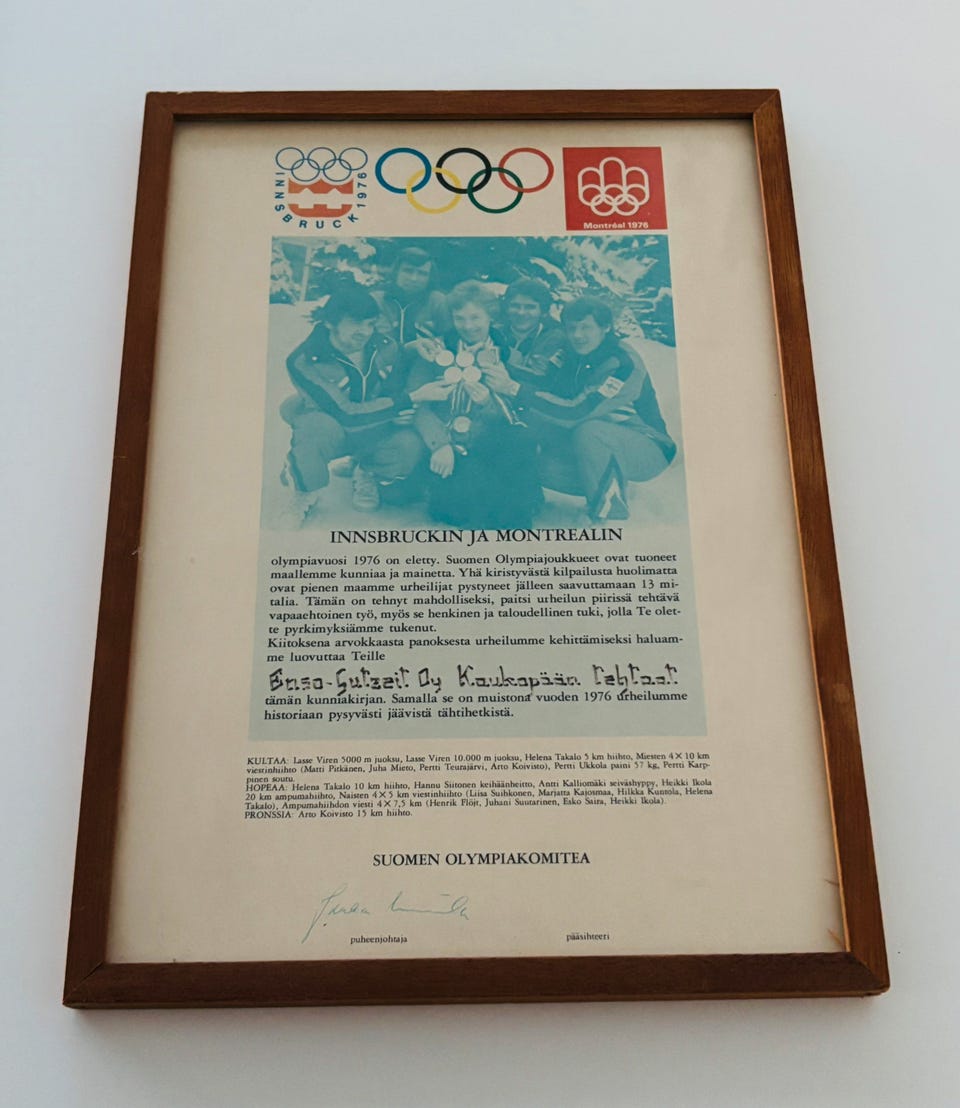 INNSBRUCK 1976
Montréal 1976
INNSBRUCKIN JA MONTREALIN
olympiavuosi 1976 on eletty. Suomen Olympiajoukkueet ovat tuoneet
maallemme kunniaa ja mainetta. Yhä kiristyvästä kilpailusta huolimatta
ovat pienen maamme urheilijat pystyneet jälleen saavuttamaan 13 mi-
talia. Tämän on tehnyt mahdolliseksi, paitsi urheilun piirissä tehtävä
vapaaehtoinen työ, myös se henkinen ja taloudellinen tuki, jolla Te olet-
te pyrkimyksiämme tukenut.
Kiitoksena arvokkaasta panoksesta urheilumme kehittämiseksi haluam-
me luovuttaa Teille
Enso-Gutzeit Oy Kaukopään tehtaat
tämän kunniakirjan. Samalla se on muistona vuoden 1976 urheilumme
historiaan pysyvästi jäävistä tähtihetkistä.
KULTAA: Lasse Viren 5000 m juoksu, Lasse Viren 10.000 m juoksu, Helena Takalo 5 km hiihto, Miesten 4 X 10 km
viestinhiihto (Matti Pitkänen, Juha Mieto, Pertti Teurajärvi, Arto Koivisto), Pertti Ukkola paini 57 kg, Pertti Karp-
pinen soutu.
HOPEAA: Helena Takalo 10 km hiihto, Hannu Siitonen keihäänheitto, Antti Kalliomäki seiväshyppy, Heikki Ikola
20 km ampumahiihto, Naisten 4 X 5 km viestinhiihto (Liisa Suihkonen, Marjatta Kajosmaa, Hilkka Kuntola, Helena
Takalo), Ampumahiihdon viesti 4 X 7,5 km (Henrik Flöjt, Juhani Suutarinen, Esko Saira, Heikki Ikola).
PRONSSIA: Arto Koivisto 15 km hiihto.
SUOMEN OLYMPIAKOMITEA
puheenjohtaja pääsihteeri